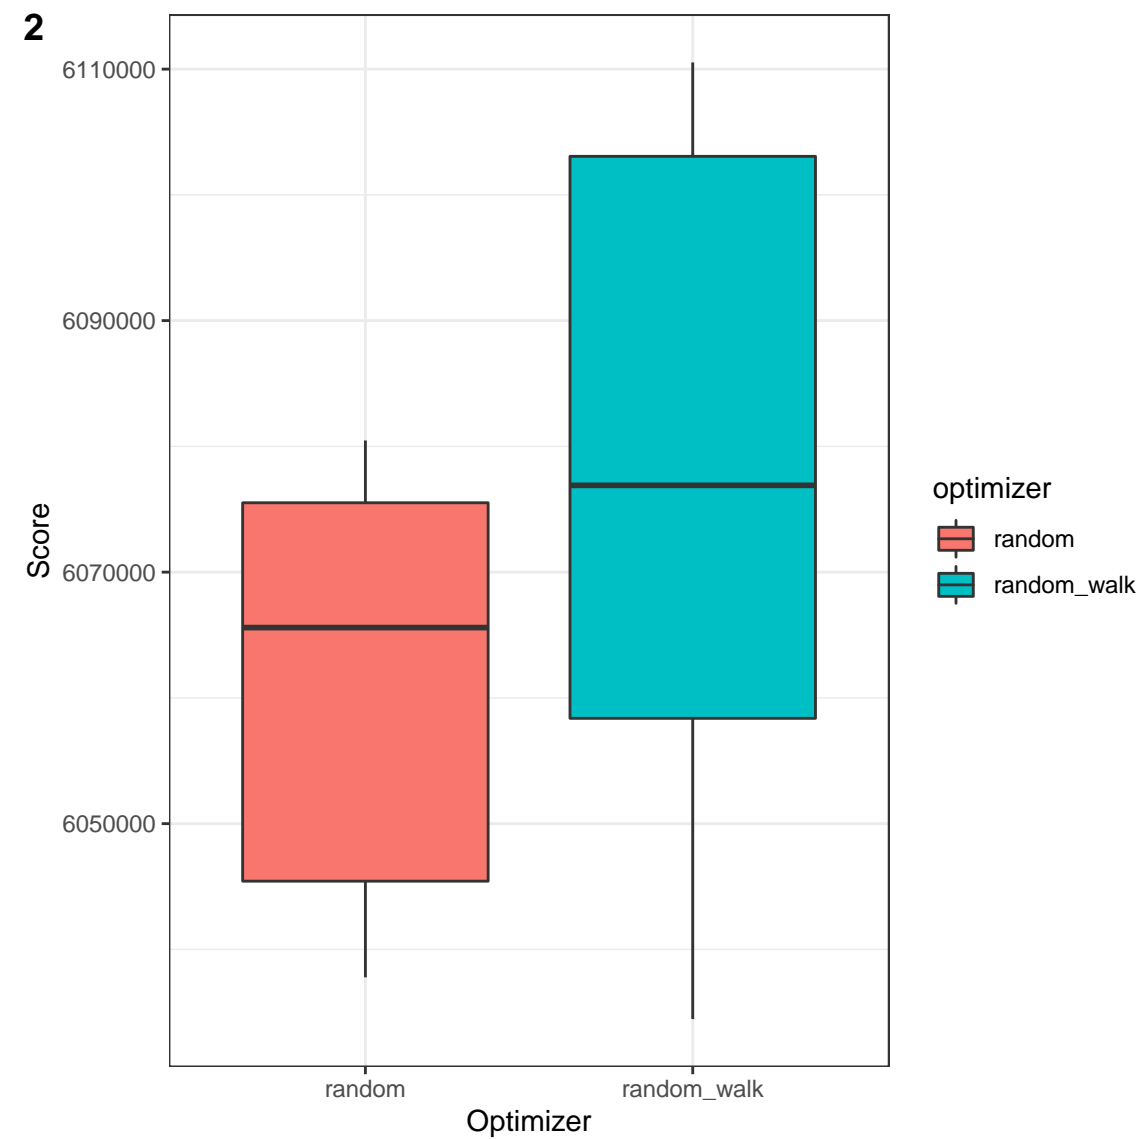 2
6110000
6090000
6070000
6050000
Score
random
random_walk
Optimizer
optimizer
random
random_walk